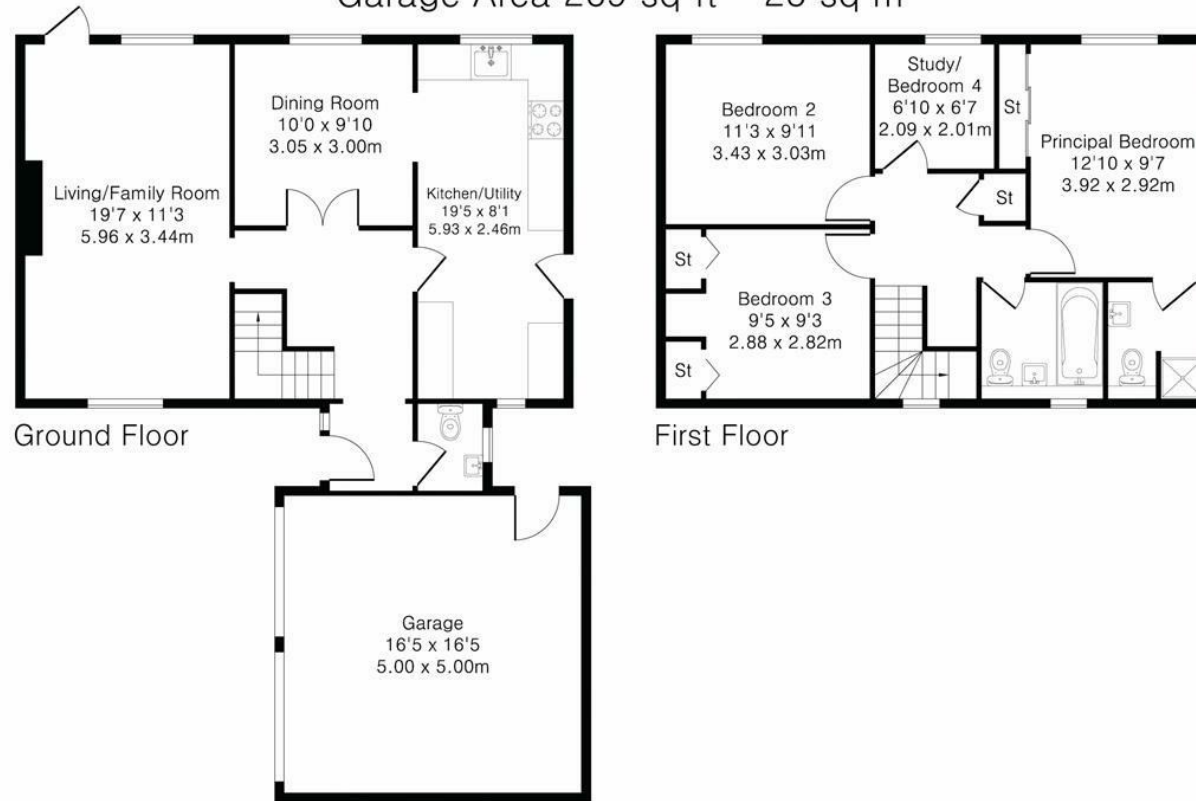 Garage Area 269 sq ft - 25 sq m
Dining Room
10'0 x 9'10
3.05 x 3.00m
Living/Family Room
19'7 x 11'3
5.96 x 3.44m
Kitchen/Utility
19'5 x 8'1
5.93 x 2.46m
Ground Floor
Garage
16'5 x 16'5
5.00 x 5.00m
Bedroom 2
11'3 x 9'11
3.43 x 3.03m
Study/
Bedroom 4
6'10 x 6'7
2.09 x 2.01m
St
Principal Bedroom
12'10 x 9'7
3.92 x 2.92m
St
St
Bedroom 3
9'5 x 9'3
2.88 x 2.82m
St
First Floor